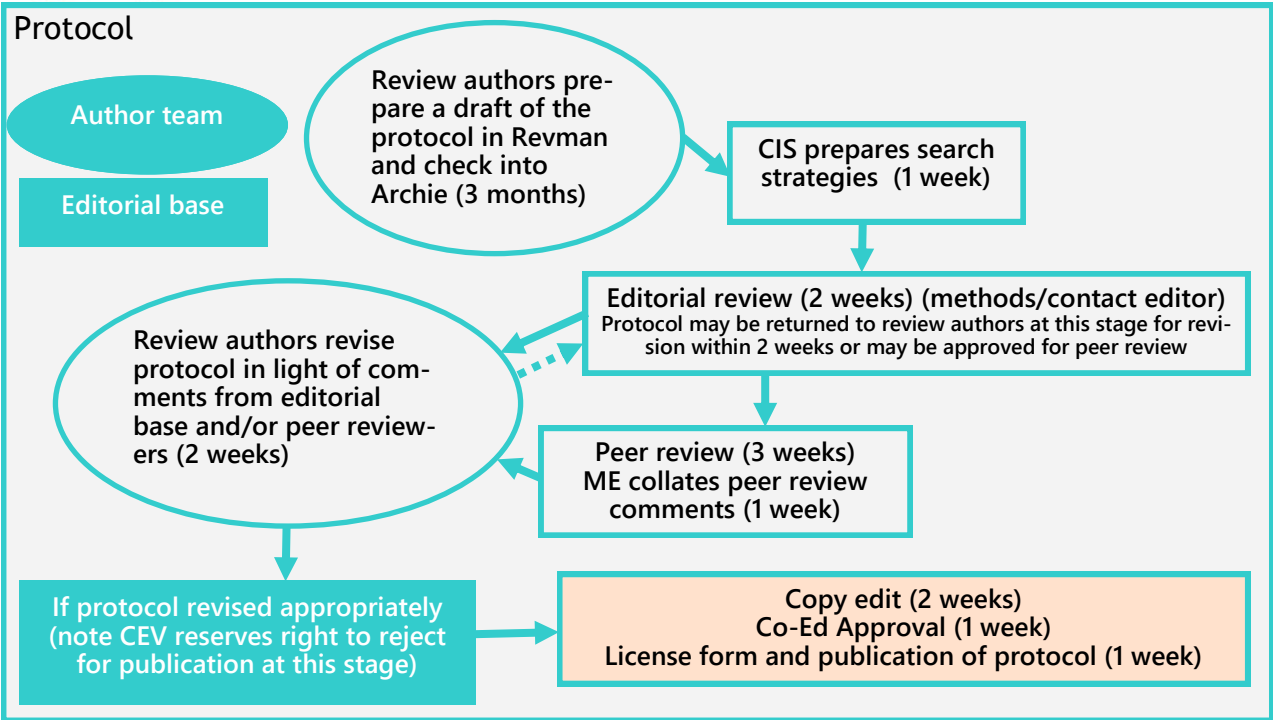 Protocol
Author team
Editorial base
Review authors pre-
pare a draft of the
protocol in Revman
and check into
Archie (3 months)
CIS prepares search
strategies (1 week)
Editorial review (2 weeks) (methods/contact editor)
Protocol may be returned to review authors at this stage for revi-
sion within 2 weeks or may be approved for peer review
Review authors revise
protocol in light of com-
ments from editorial
base and/or peer review-
ers (2 weeks)
Peer review (3 weeks)
ME collates peer review
comments (1 week)
If protocol revised appropriately
(note CEV reserves right to reject
for publication at this stage)
Copy edit (2 weeks)
Co-Ed Approval (1 week)
License form and publication of protocol (1 week)